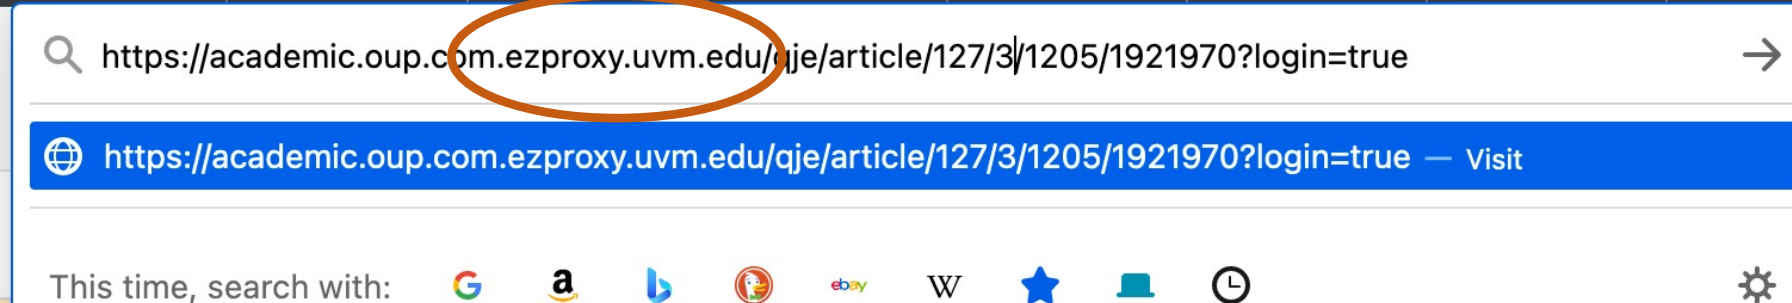 https://academic.oup.com.ezproxy.uvm.edu/qje/article/127/3/1205/1921970?login=true
https://academic.oup.com.ezproxy.uvm.edu/qje/article/127/3/1205/1921970?login=true — Visit
This time, search with: G a b ebay W